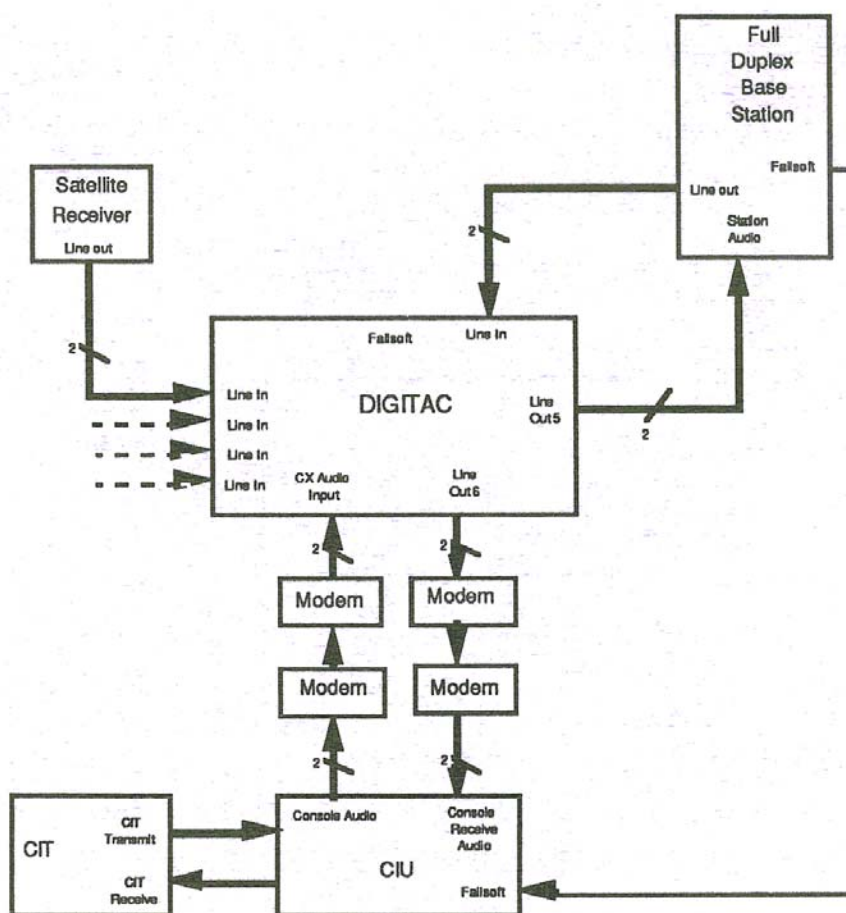 Full
Duplex
Base
Station
Failsoft
Line out
Station
Audio
Satellite
Receiver
Line out
2
2
Failsoft
Line In
Line In
DIGITAC
Line
Out5
2
Line In
Line In
Line In
CX Audio
Input
Line
Out6
2
2
Modem
Modem
Modem
Modem
2
2
CIT
CIT
Transmit
CIT
Receive
Console Audio
Console
Receive
Audio
CIU
Failsoft